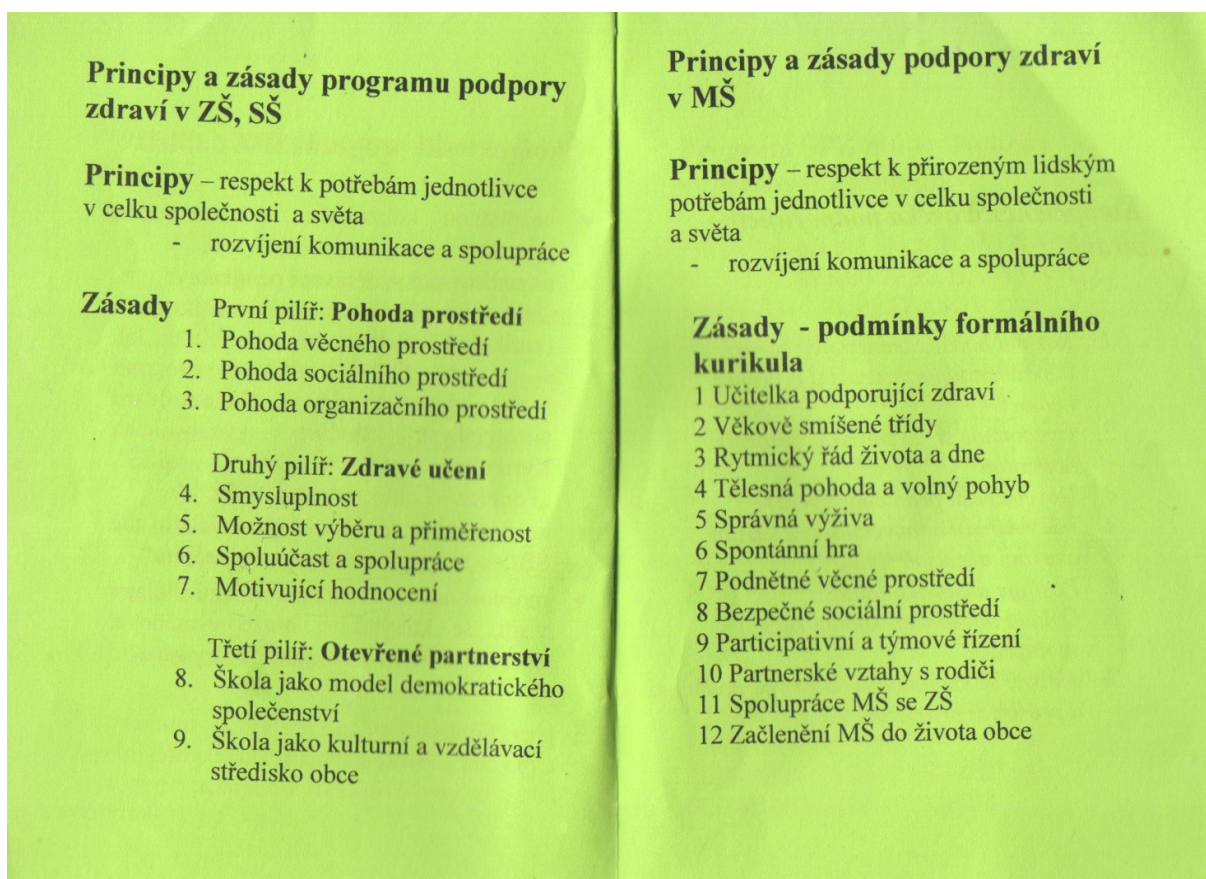 Principy a zásady programu podpory
zdraví v ZŠ, SŠ
Principy – respekt k potřebám jednotlivce
v celku společnosti a světa
- rozvíjení komunikace a spolupráce
Zásady První pilíř: Pohoda prostředí
1. Pohoda věcného prostředí
2. Pohoda sociálního prostředí
3. Pohoda organizačního prostředí
Druhý pilíř: Zdravé učení
4. Smysluplnost
5. Možnost výběru a přiměřenost
6. Spoluúčast a spolupráce
7. Motivující hodnocení
Třetí pilíř: Otevřené partnerství
8. Škola jako model demokratického
společenství
9. Škola jako kulturní a vzdělávací
středisko obce
Principy a zásady podpory zdraví
v MŠ
Principy – respekt k přirozeným lidským
potřebám jednotlivce v celku společnosti
a světa
- rozvíjení komunikace a spolupráce
Zásady - podmínky formálního
kurikula
1 Učitelka podporující zdraví
2 Věkově smíšené třídy
3 Rytmický řád života a dne
4 Tělesná pohoda a volný pohyb
5 Správná výživa
6 Spontánní hra
7 Podnětné věcné prostředí
8 Bezpečné sociální prostředí
9 Participativní a týmové řízení
10 Partnerské vztahy s rodiči
11 Spolupráce MŠ se ZŠ
12 Začlenění MŠ do života obce